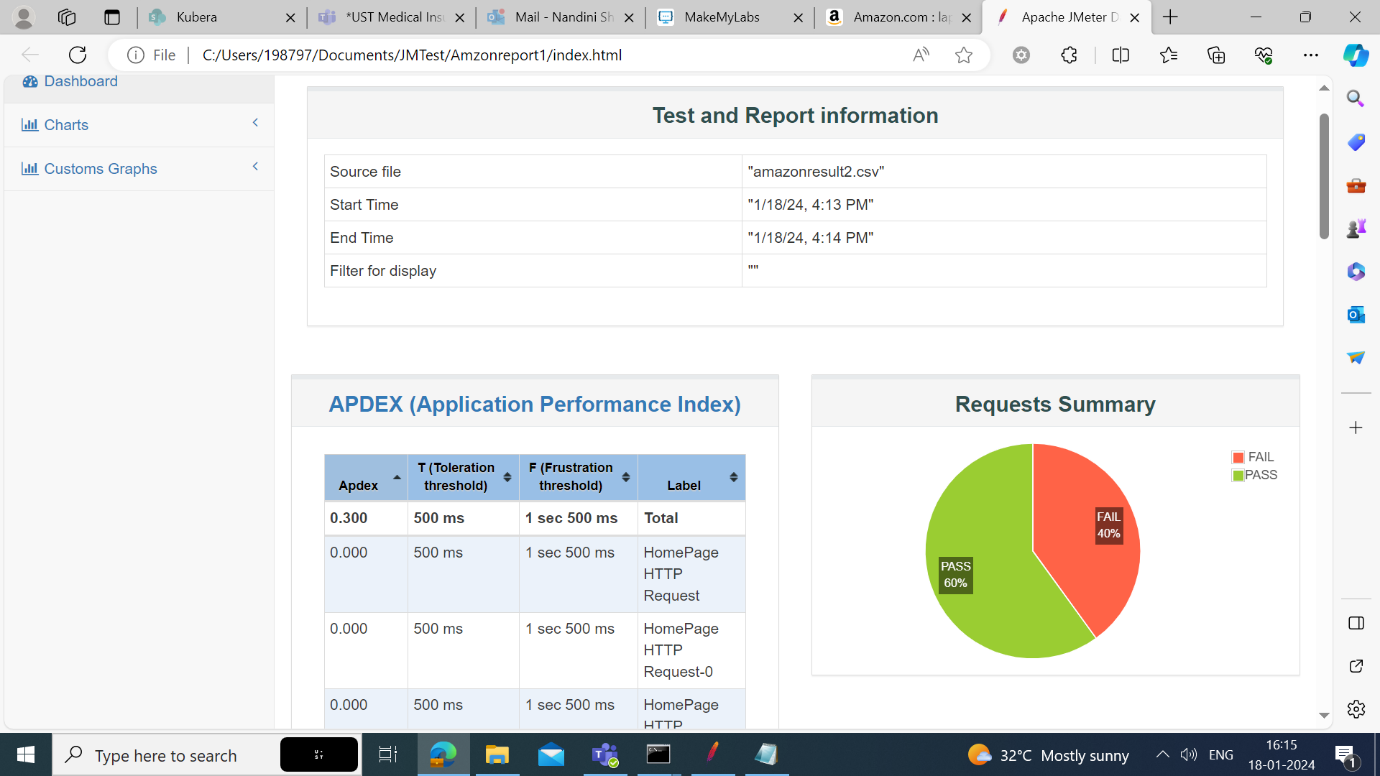 Kubera
*UST Medical Ins
Mail - Nandini Sh
MakeMyLabs
Amazon.com : la
Apache JMeter D
File
C:/Users/198797/Documents/JMTest/Amzonreport1/index.html
Dashboard
Charts
Customs Graphs
Test and Report information
Source file "amazonresult2.csv"
Start Time "1/18/24, 4:13 PM"
End Time "1/18/24, 4:14 PM"
Filter for display ""
APDEX (Application Performance Index)
Apdex T (Toleration threshold) F (Frustration threshold) Label
0.300 500 ms 1 sec 500 ms Total
0.000 500 ms 1 sec 500 ms HomePage
HTTP
Request
0.000 500 ms 1 sec 500 ms HomePage
HTTP
Request-0
0.000 500 ms 1 sec 500 ms HomePage
HTTP
Requests Summary
FAIL
PASS
FAIL
40%
PASS
60%
Type here to search
32°C Mostly sunny
ENG
16:15
18-01-2024
1